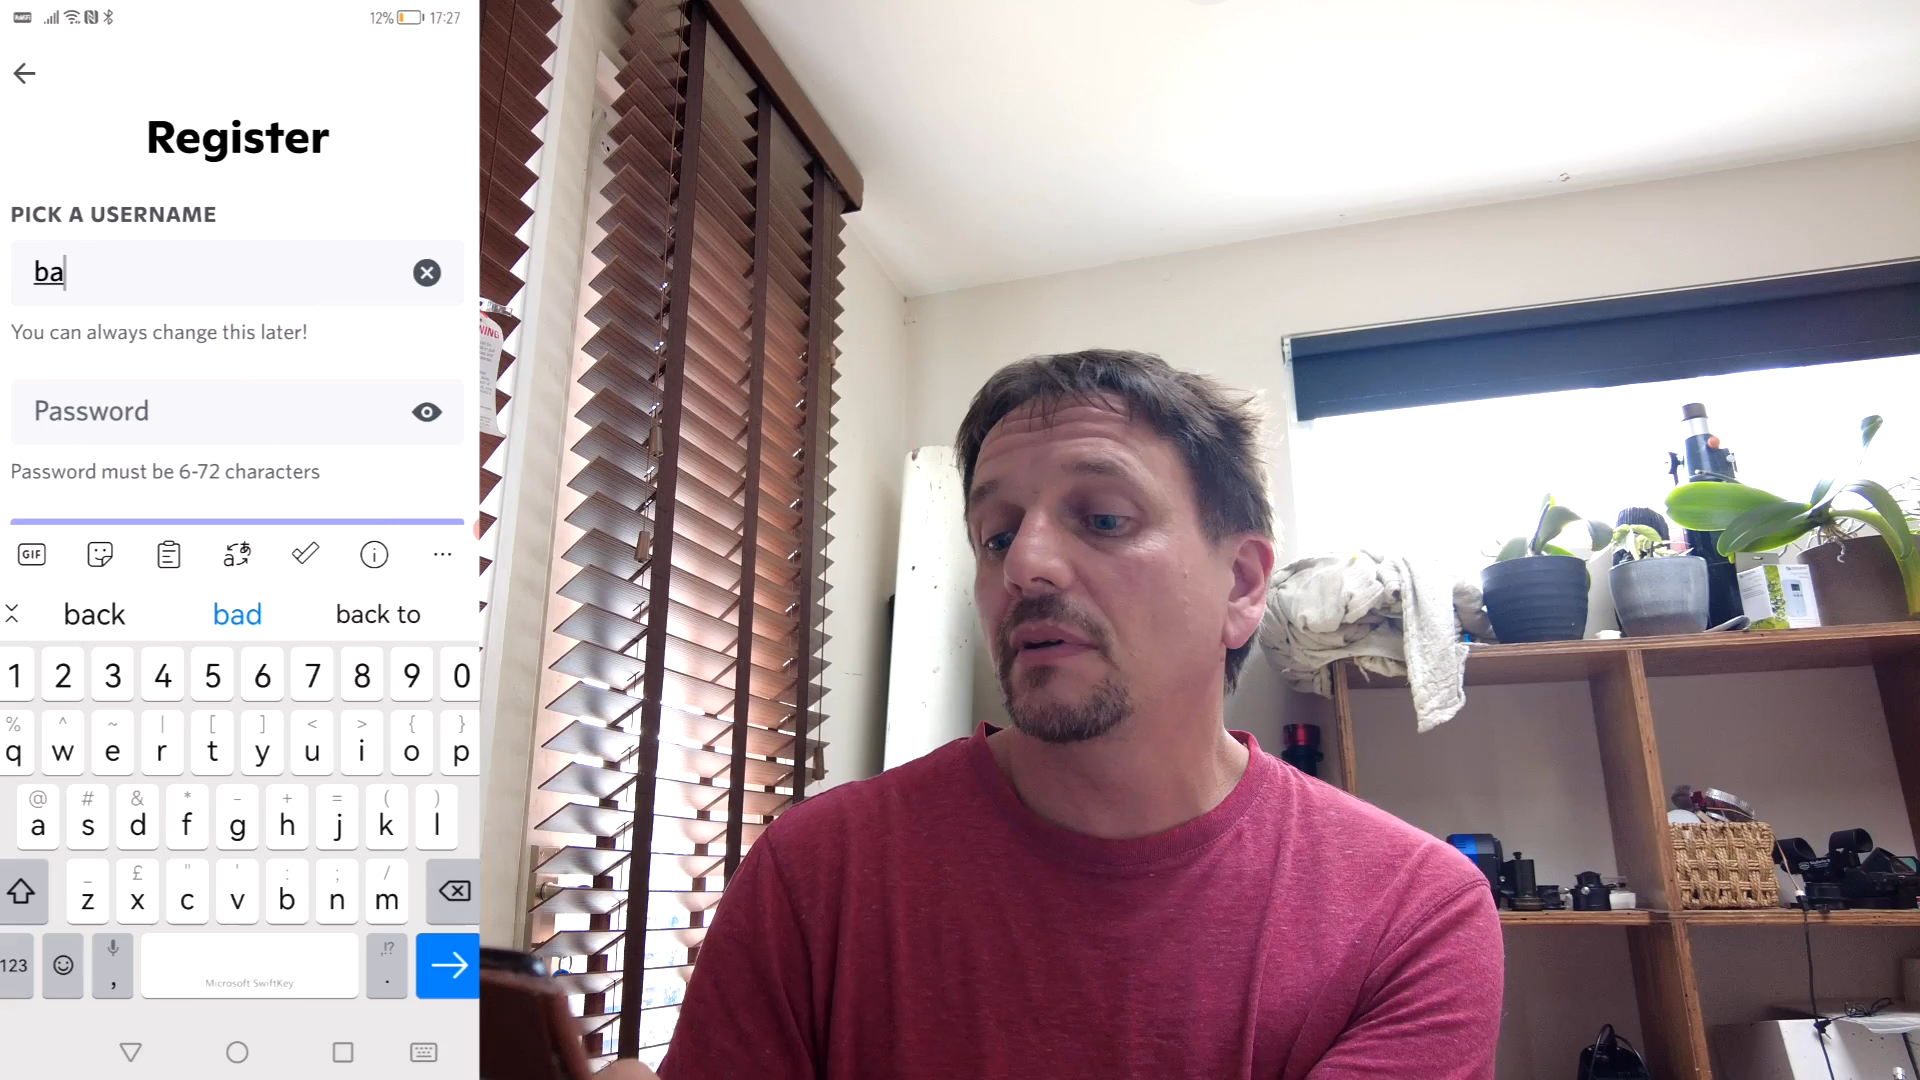 12% 17:27
Register
PICK A USERNAME
ba
You can always change this later!
Password
Password must be 6-72 characters
GIF
back bad back to
1 2 3 4 5 6 7 8 9 0
% ^ ~ | [ ] < > { }
q w e r t y u i o p
@ # & * - + = ( )
a s d f g h j k l
_ £ " ' : ; /
z x c v b n m
123 , Microsoft SwiftKey ,!? .
WING